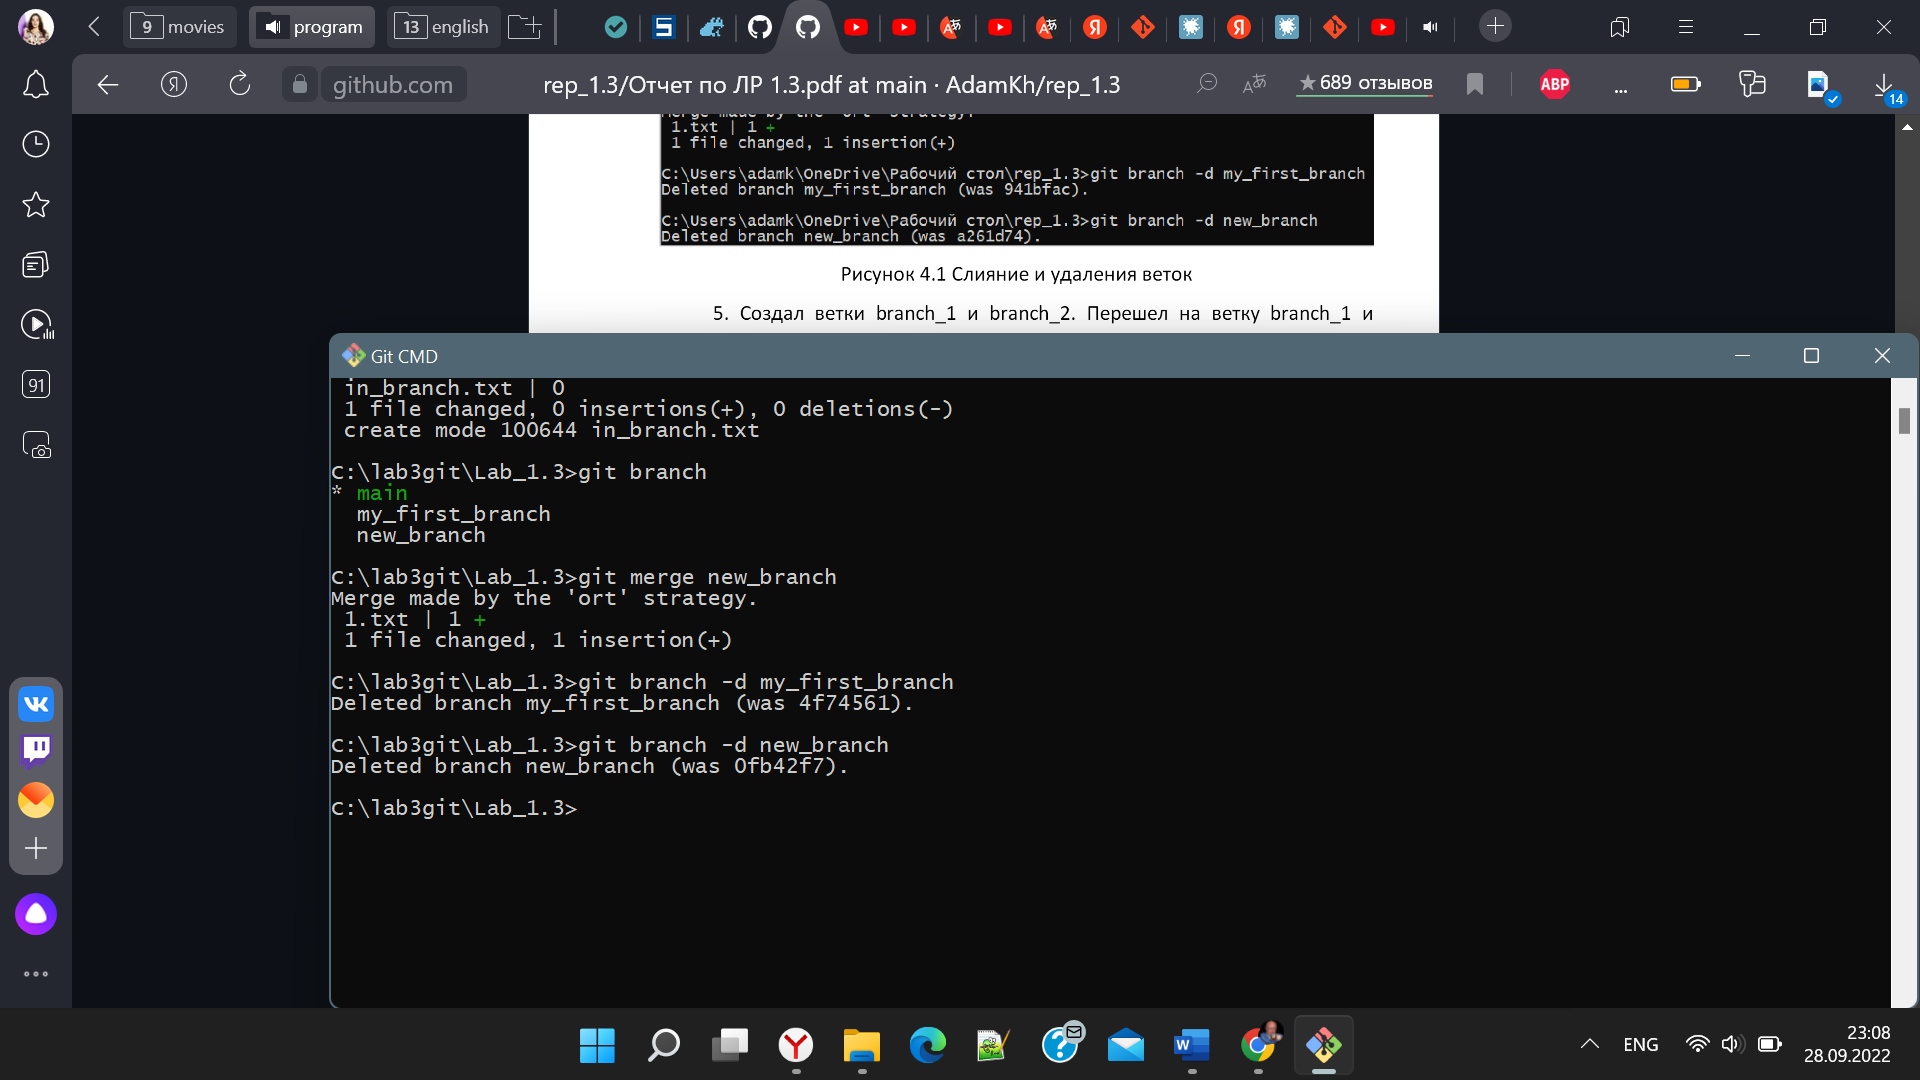 9 movies
program
13 english
github.com
rep_1.3/Отчет по ЛР 1.3.pdf at main · AdamKh/rep_1.3
★ 689 отзывов
ABP
...
14
Merge made by the 'ort' strategy.
1.txt | 1 +
1 file changed, 1 insertion(+)
C:\Users\adamk\OneDrive\Рабочий стол\rep_1.3>git branch -d my_first_branch
Deleted branch my_first_branch (was 941bfac).
C:\Users\adamk\OneDrive\Рабочий стол\rep_1.3>git branch -d new_branch
Deleted branch new_branch (was a261d74).
Рисунок 4.1 Слияние и удаления веток
5. Создал ветки branch_1 и branch_2. Перешел на ветку branch_1 и
91
Git CMD
in_branch.txt | 0
1 file changed, 0 insertions(+), 0 deletions(-)
create mode 100644 in_branch.txt
C:\lab3git\Lab_1.3>git branch
* main
my_first_branch
new_branch
C:\lab3git\Lab_1.3>git merge new_branch
Merge made by the 'ort' strategy.
1.txt | 1 +
1 file changed, 1 insertion(+)
C:\lab3git\Lab_1.3>git branch -d my_first_branch
Deleted branch my_first_branch (was 4f74561).
C:\lab3git\Lab_1.3>git branch -d new_branch
Deleted branch new_branch (was 0fb42f7).
C:\lab3git\Lab_1.3>
ENG
23:08
28.09.2022